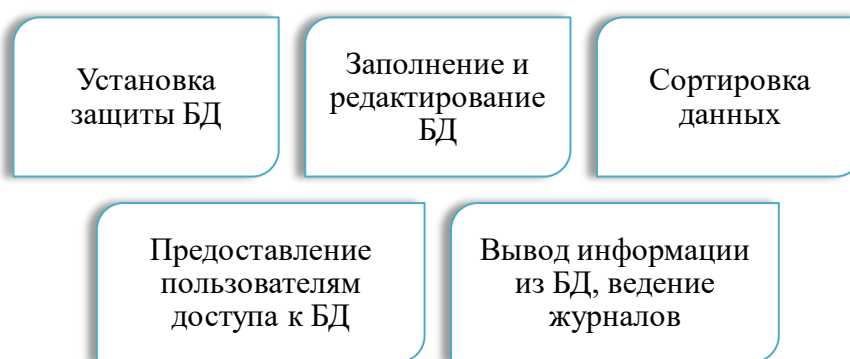 Установка
защиты БД
Заполнение и
редактирование
БД
Сортировка
данных
Предоставление
пользователям
доступа к БД
Вывод информации
из БД, ведение
журналов